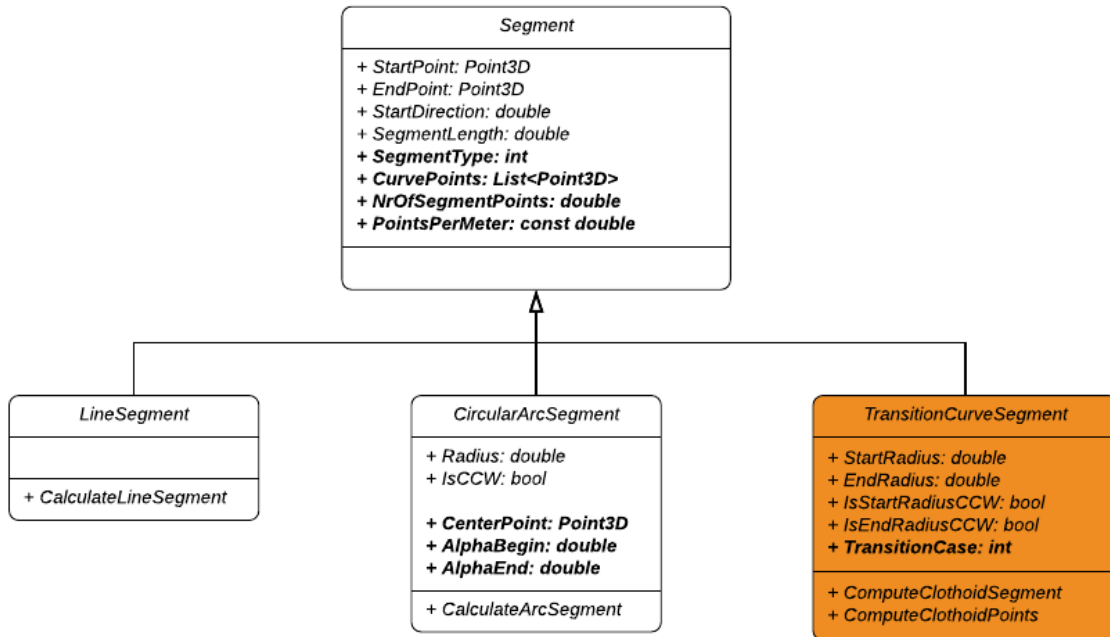 Segment
+ StartPoint: Point3D
+ EndPoint: Point3D
+ StartDirection: double
+ SegmentLength: double
+ SegmentType: int
+ CurvePoints: List<Point3D>
+ NrOfSegmentPoints: double
+ PointsPerMeter: const double
LineSegment
+ CalculateLineSegment
CircularArcSegment
+ Radius: double
+ IsCCW: bool
+ CenterPoint: Point3D
+ AlphaBegin: double
+ AlphaEnd: double
+ CalculateArcSegment
TransitionCurveSegment
+ StartRadius: double
+ EndRadius: double
+ IsStartRadiusCCW: bool
+ IsEndRadiusCCW: bool
+ TransitionCase: int
+ ComputeClothoidSegment
+ ComputeClothoidPoints